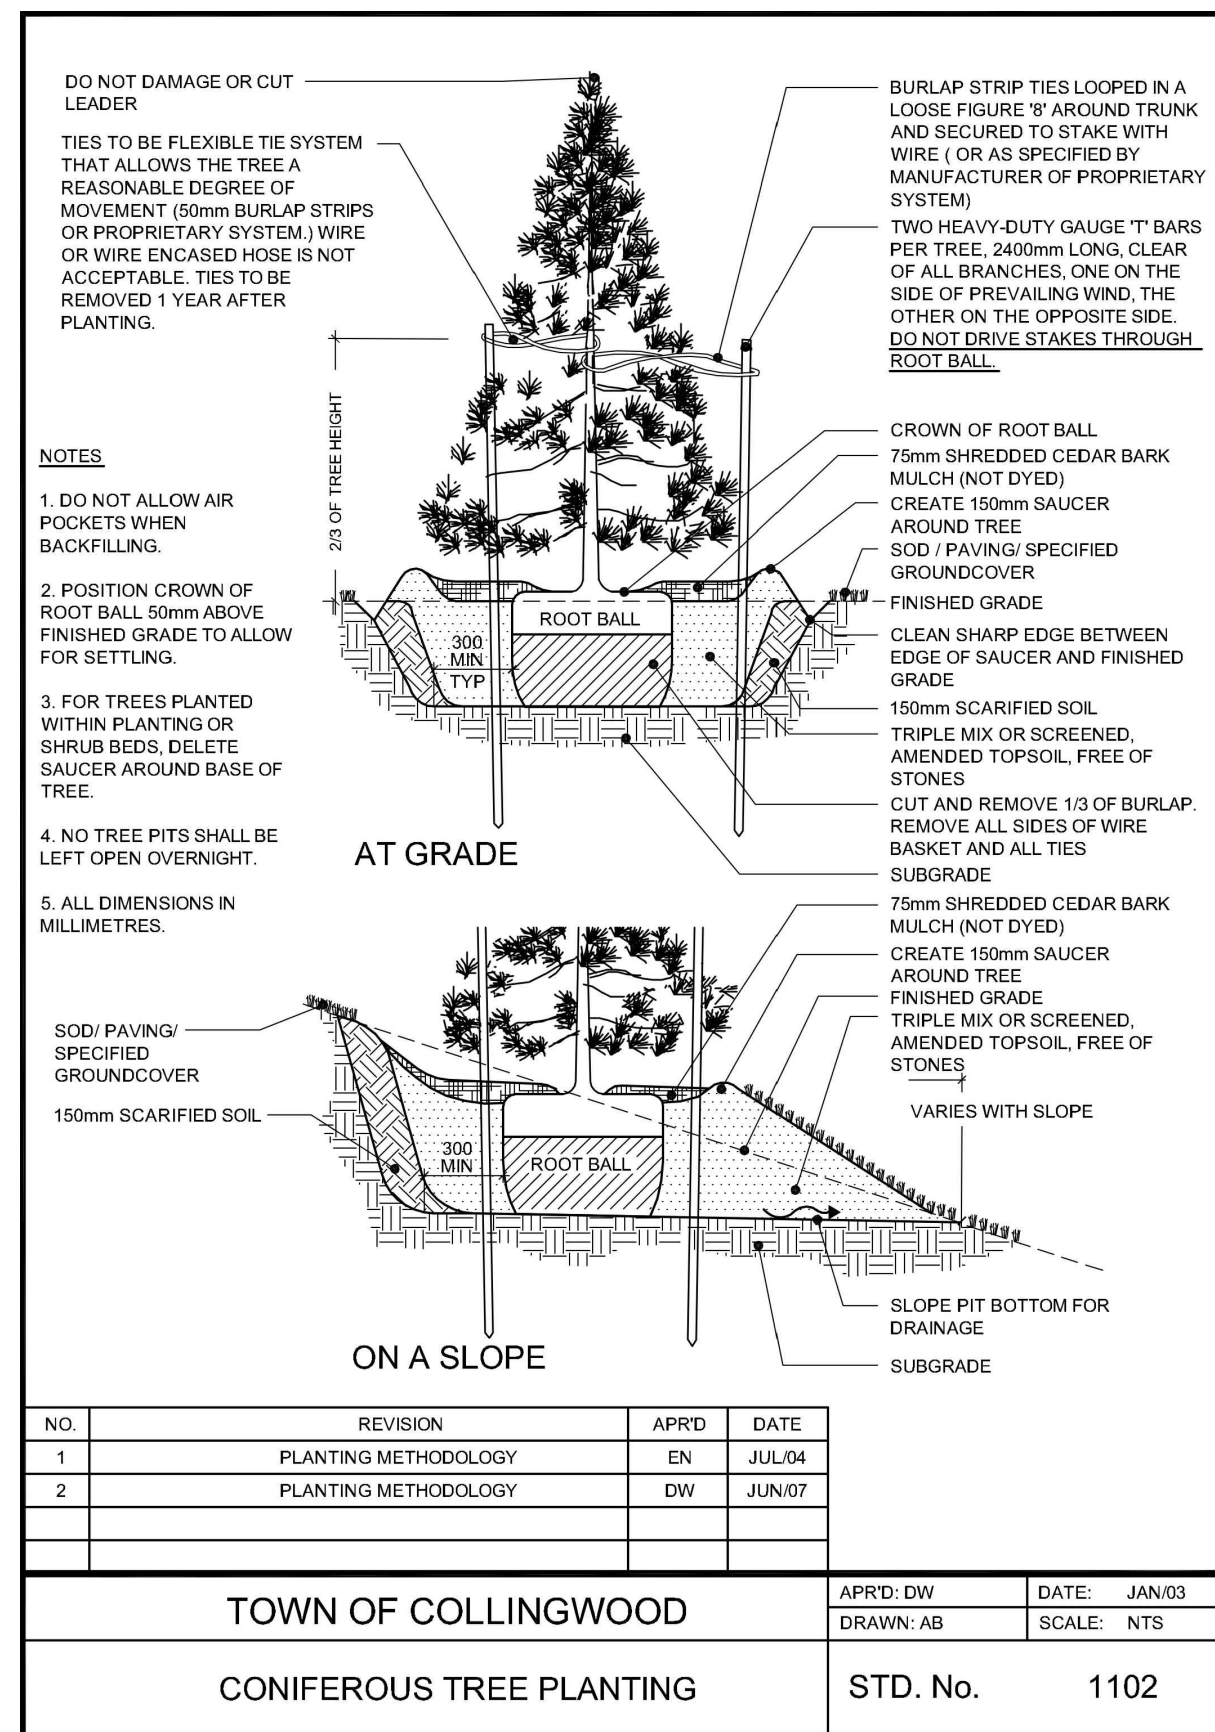 DO NOT DAMAGE OR CUT
LEADER
TIES TO BE FLEXIBLE TIE SYSTEM
THAT ALLOWS THE TREE A
REASONABLE DEGREE OF
MOVEMENT (50mm BURLAP STRIPS
OR PROPRIETARY SYSTEM.) WIRE
OR WIRE ENCASED HOSE IS NOT
ACCEPTABLE. TIES TO BE
REMOVED 1 YEAR AFTER
PLANTING.
BURLAP STRIP TIES LOOPED IN A
LOOSE FIGURE '8' AROUND TRUNK
AND SECURED TO STAKE WITH
WIRE ( OR AS SPECIFIED BY
MANUFACTURER OF PROPRIETARY
SYSTEM)
TWO HEAVY-DUTY GAUGE 'T' BARS
PER TREE, 2400mm LONG, CLEAR
OF ALL BRANCHES, ONE ON THE
SIDE OF PREVAILING WIND, THE
OTHER ON THE OPPOSITE SIDE.
DO NOT DRIVE STAKES THROUGH
ROOT BALL.
2/3 OF TREE HEIGHT
NOTES
1. DO NOT ALLOW AIR
POCKETS WHEN
BACKFILLING.
2. POSITION CROWN OF
ROOT BALL 50mm ABOVE
FINISHED GRADE TO ALLOW
FOR SETTLING.
3. FOR TREES PLANTED
WITHIN PLANTING OR
SHRUB BEDS, DELETE
SAUCER AROUND BASE OF
TREE.
4. NO TREE PITS SHALL BE
LEFT OPEN OVERNIGHT.
5. ALL DIMENSIONS IN
MILLIMETRES.
CROWN OF ROOT BALL
75mm SHREDDED CEDAR BARK
MULCH (NOT DYED)
CREATE 150mm SAUCER
AROUND TREE
SOD / PAVING/ SPECIFIED
GROUNDCOVER
FINISHED GRADE
CLEAN SHARP EDGE BETWEEN
EDGE OF SAUCER AND FINISHED
GRADE
150mm SCARIFIED SOIL
TRIPLE MIX OR SCREENED,
AMENDED TOPSOIL, FREE OF
STONES
CUT AND REMOVE 1/3 OF BURLAP.
REMOVE ALL SIDES OF WIRE
BASKET AND ALL TIES
SUBGRADE
ROOT BALL
300
MIN
TYP
AT GRADE
75mm SHREDDED CEDAR BARK
MULCH (NOT DYED)
CREATE 150mm SAUCER
AROUND TREE
FINISHED GRADE
TRIPLE MIX OR SCREENED,
AMENDED TOPSOIL, FREE OF
STONES
VARIES WITH SLOPE
SOD/ PAVING/
SPECIFIED
GROUNDCOVER
150mm SCARIFIED SOIL
300
MIN
ROOT BALL
SLOPE PIT BOTTOM FOR
DRAINAGE
SUBGRADE
ON A SLOPE
NO. REVISION APR'D DATE
1 PLANTING METHODOLOGY EN JUL/04
2 PLANTING METHODOLOGY DW JUN/07
TOWN OF COLLINGWOOD
APR'D: DW DATE: JAN/03
DRAWN: AB SCALE: NTS
CONIFEROUS TREE PLANTING
STD. No. 1102